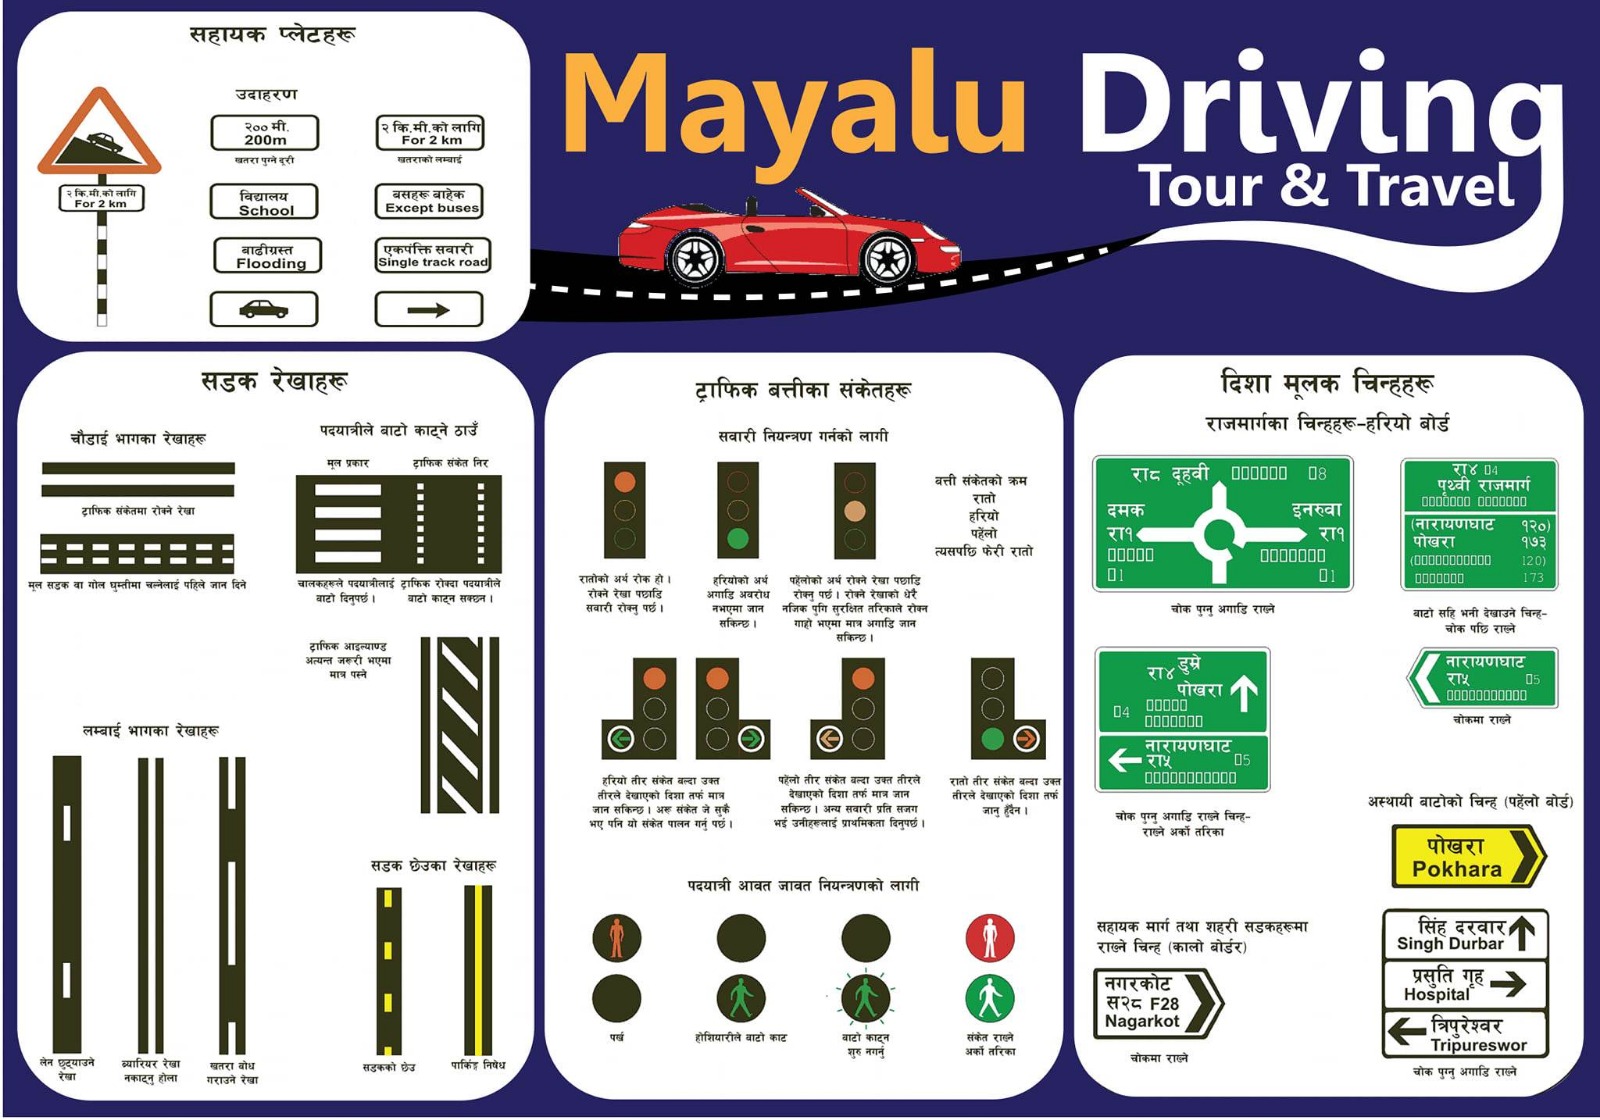 सहायक प्लेटहरू
उदाहरण
२ कि.मी.को लागि
For 2 km
२०० मी.
200m
खतरा पुग्ने दूरी
२ कि.मी.को लागि
For 2 km
खतराको लम्बाई
विद्यालय
School
बसहरू बाहेक
Except buses
बाढीग्रस्त
Flooding
एकपंक्ति सवारी
Single track road
Mayalu Driving
Tour & Travel
सडक रेखाहरू
चौडाई भागका रेखाहरू
ट्राफिक संकेतमा रोक्ने रेखा
मूल सडक वा गोल घुम्तीमा चल्नेलाई पहिले जान दिने
पदयात्रीले बाटो काट्ने ठाउँ
मूल प्रकार
ट्राफिक संकेत निर
चालकहरूले पदयात्रीलाई
बाटो दिनुपर्छ ।
ट्राफिक रोक्दा पदयात्रीले
बाटो काट्न सक्छन ।
ट्राफिक आइल्याण्ड
अत्यन्त जरूरी भएमा
मात्र पस्ने
लम्बाई भागका रेखाहरू
लेन छुट्याउने
रेखा
ब्यारियर रेखा
नकाट्नु होला
खतरा बोध
गराउने रेखा
सडक छेउका रेखाहरू
सडकको छेउ
पार्किङ्ग निषेध
ट्राफिक बत्तीका संकेतहरू
सवारी नियन्त्रण गर्नको लागी
बत्ती संकेतको क्रम
रातो
हरियो
पहेंलो
त्यसपछि फेरी रातो
रातोको अर्थ रोक हो ।
रोक्ने रेखा पछाडि
सवारी रोक्नु पर्छ ।
हरियोको अर्थ
अगाडि अवरोध
नभएमा जान
सकिन्छ ।
पहेंलोको अर्थ रोक्ने रेखा पछाडि
रोक्नु पर्छ । रोक्ने रेखाको धेरै
नजिक पुगि सुरक्षित तरिकाले रोक्न
गाहो भएमा मात्र अगाडि जान
सकिन्छ ।
हरियो तीर संकेत बल्दा उक्त
तीरले देखाएको दिशा तर्फ मात्र
जान सकिन्छ । अरू संकेत जे सुकै
भए पनि यो संकेत पालन गर्नु पर्छ ।
पहेंलो तीर संकेत बल्दा उक्त तीरले
देखाएको दिशा तर्फ मात्र जान
सकिन्छ । अन्य सवारी प्रति सजग
भई उनीहरूलाई प्राथमिकता दिनुपर्छ ।
रातो तीर संकेत बल्दा उक्त
तीरले देखाएको दिशा तर्फ
जानु हुँदैन ।
पदयात्री आवत जावत नियन्त्रणको लागी
पर्ख
होशियारीले बाटो काट
बाटो काट्न
शुरु नगर्नु
संकेत राख्ने
अर्को तरिका
दिशा मूलक चिन्हहरू
राजमार्गका चिन्हहरू-हरियो बोर्ड
रा८ दूहवी ▯▯▯▯▯▯ ▯8
दमक
रा१
▯▯▯▯▯
▯1
इनरुवा
रा१
▯▯▯▯▯▯▯
▯1
चोक पुग्नु अगाडि राख्ने
रा४ ▯4
पृथ्वी राजमार्ग
▯▯▯▯▯▯▯ ▯▯▯▯▯▯▯
(नारायणघाट १२०)
पोखरा १७३
(▯▯▯▯▯▯▯▯▯▯▯ 120)
▯▯▯▯▯▯▯ 173
बाटो सहि भनी देखाउने चिन्ह-
चोक पछि राख्ने
रा४ डुम्रे
पोखरा
▯4 ▯▯▯▯▯
▯▯▯▯▯▯▯
नारायणघाट
रा५ ▯5
▯▯▯▯▯▯▯▯▯▯▯
चोक पुग्नु अगाडि राख्ने चिन्ह-
राख्ने अर्को तरिका
नारायणघाट
रा५ ▯5
▯▯▯▯▯▯▯▯▯▯▯
चोकमा राख्ने
अस्थायी बाटोको चिन्ह (पहेंलो बोर्ड)
पोखरा
Pokhara
सहायक मार्ग तथा शहरी सडकहरूमा
राख्ने चिन्ह (कालो बोर्डर)
नगरकोट
स२८ F28
Nagarkot
चोकमा राख्ने
सिंह दरवार
Singh Durbar
प्रसुति गृह
Hospital
त्रिपुरेश्वर
Tripureswor
चोक पुग्नु अगाडि राख्ने